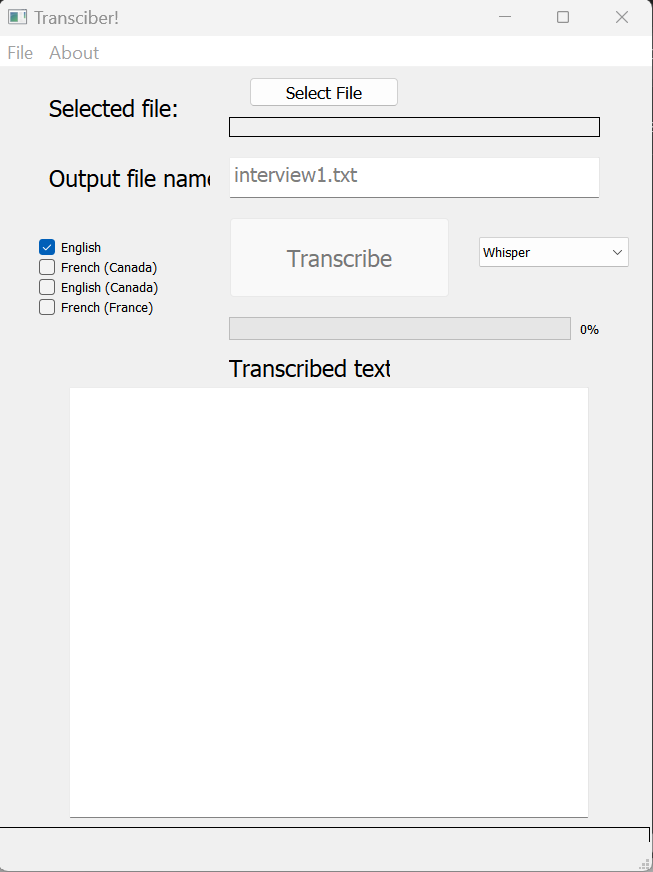 Transciber!
File About
Select File
Selected file:
Output file name
interview1.txt
English
French (Canada)
English (Canada)
French (France)
Transcribe
Whisper
0%
Transcribed text